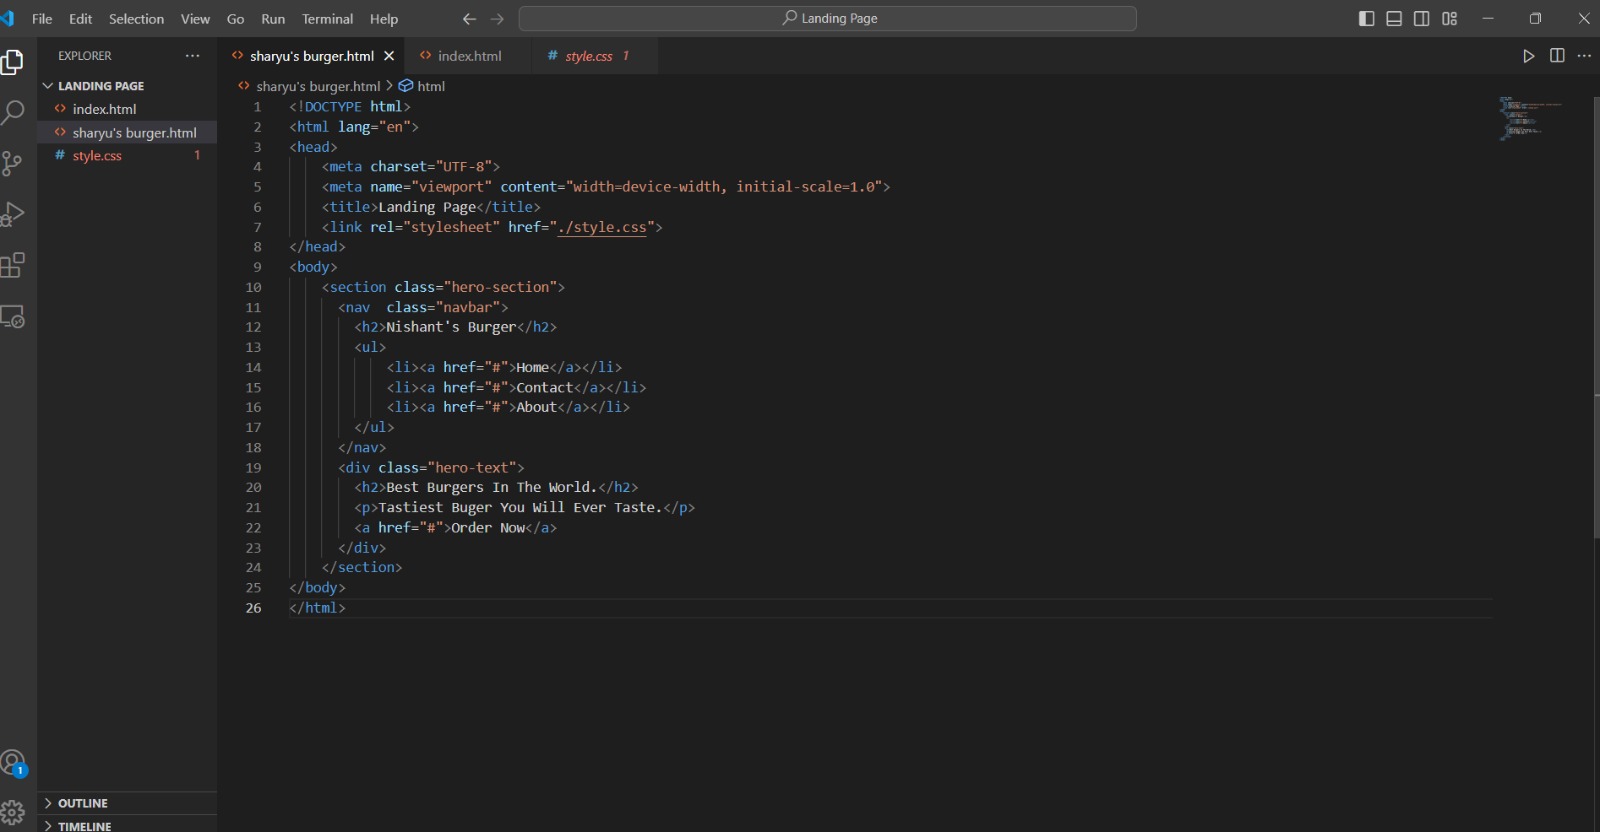 File Edit Selection View Go Run Terminal Help
Landing Page
EXPLORER
sharyu's burger.html
index.html
# style.css 1
LANDING PAGE
index.html
sharyu's burger.html
# style.css 1
sharyu's burger.html > html
1 <!DOCTYPE html>
2 <html lang="en">
3 <head>
4 <meta charset="UTF-8">
5 <meta name="viewport" content="width=device-width, initial-scale=1.0">
6 <title>Landing Page</title>
7 <link rel="stylesheet" href="./style.css">
8 </head>
9 <body>
10 <section class="hero-section">
11 <nav  class="navbar">
12 <h2>Nishant's Burger</h2>
13 <ul>
14 <li><a href="#">Home</a></li>
15 <li><a href="#">Contact</a></li>
16 <li><a href="#">About</a></li>
17 </ul>
18 </nav>
19 <div class="hero-text">
20 <h2>Best Burgers In The World.</h2>
21 <p>Tastiest Buger You Will Ever Taste.</p>
22 <a href="#">Order Now</a>
23 </div>
24 </section>
25 </body>
26 </html>
1
OUTLINE
TIMELINE